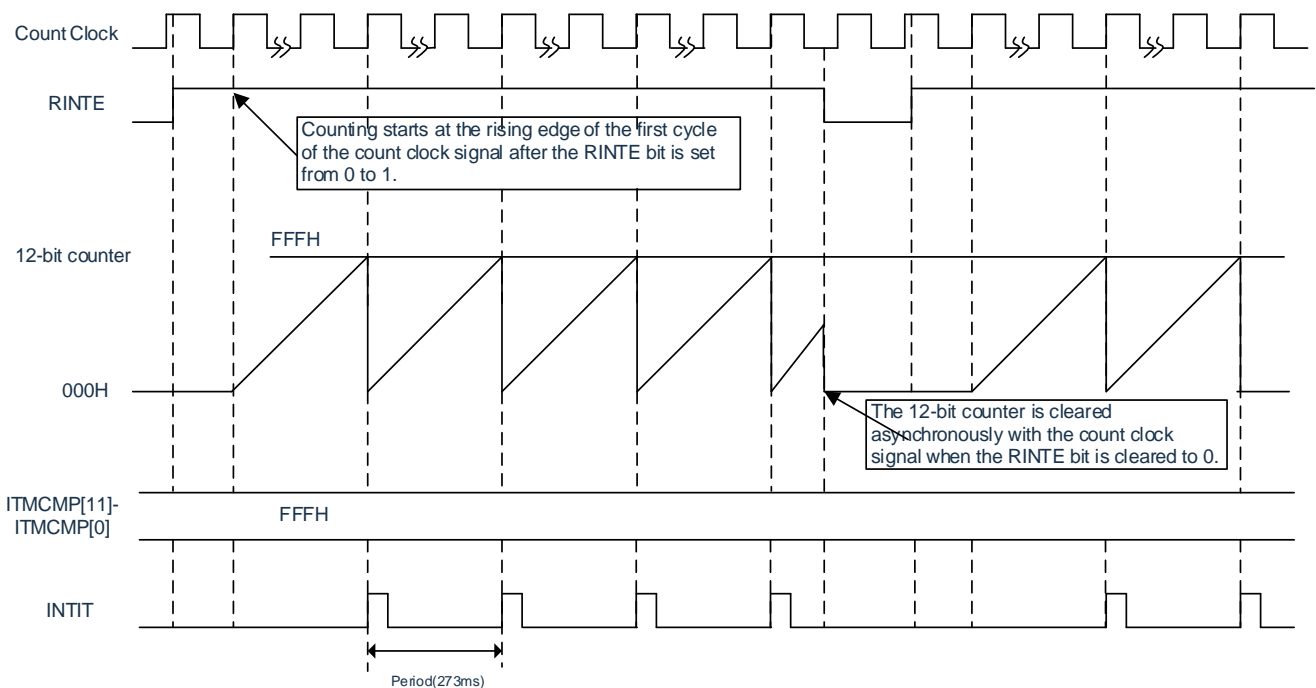 Count Clock
RINTE
Counting starts at the rising edge of the first cycle
of the count clock signal after the RINTE bit is set
from 0 to 1.
FFFH
12-bit counter
000H
The 12-bit counter is cleared
asynchronously with the count clock
signal when the RINTE bit is cleared to 0.
ITMCMP[11]-
ITMCMP[0]
FFFH
INTIT
Period(273ms)